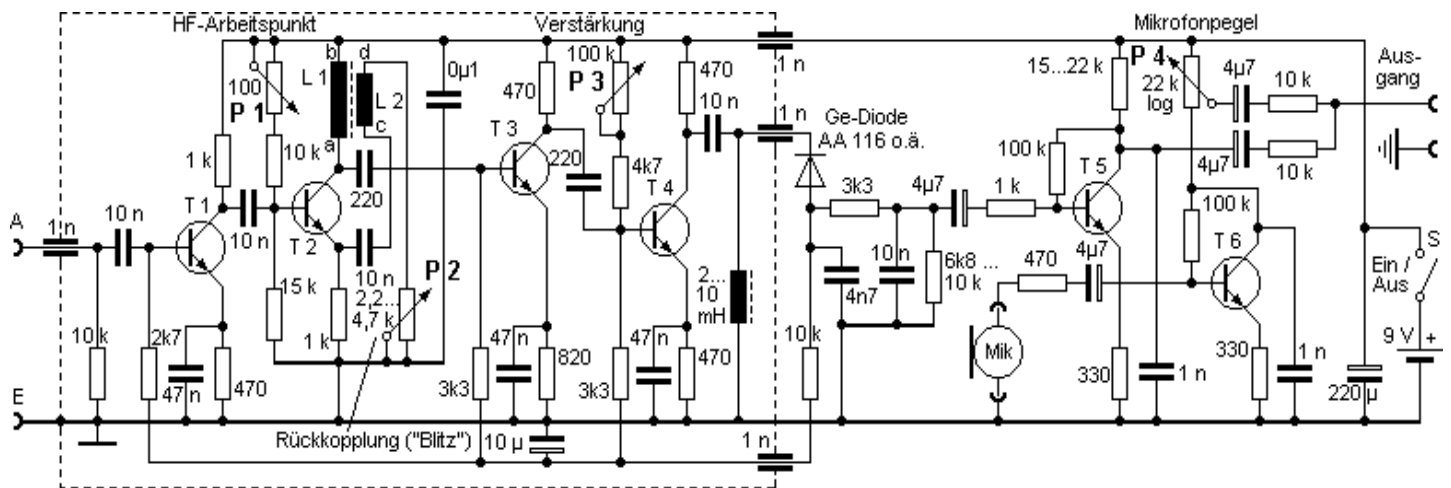 HF-Arbeitspunkt
Verstärkung
Mikrofonpegel
b
d
L 1
L 2
a
c
0µ1
100
P 1
1 k
10 k
220
470
T 3
P 3
100 k
470
10 n
1 n
1 n
15...22 k
P 4
22 k
log
4µ7
10 k
Aus-
gang
Ge-Diode
AA 116 o.ä.
100 k
T 5
4µ7
10 k
220
4k7
T 4
3k3
4µ7
1 k
100 k
T 6
A
1 n
10 n
T 1
10 n
T 2
10 n
2,2...
4,7 k
P 2
15 k
1 k
2...
10
mH
4n7
10 n
6k8 ...
10 k
470
4µ7
S
Ein /
Aus
9 V
+
10 k
2k7
47 n
470
3k3
47 n
820
3k3
47 n
470
10 k
Mik
330
1 n
330
1 n
220 µ
E
Rückkopplung ("Blitz")
10 µ
1 n